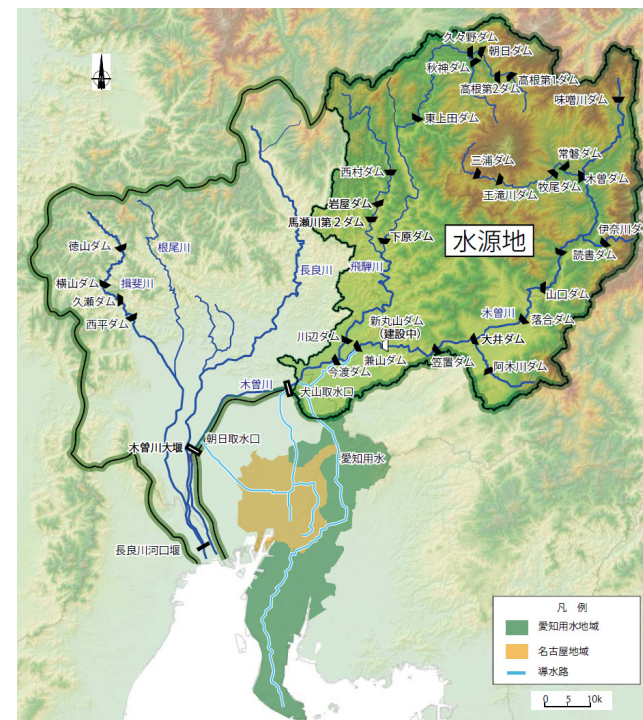 久々野ダム
朝日ダム
秋神ダム
高根第1ダム
高根第2ダム
味噌川ダム
東上田ダム
常磐ダム
三浦ダム
西村ダム
木曽ダム
牧尾ダム
王滝川ダム
岩屋ダム
馬瀬川第2ダム
伊奈川ダ
下原ダム
水源地
徳山ダム
根尾川
読書ダム
長良川
飛騨川
横山ダム
揖斐川
山口ダム
久瀬ダム
木曽川
西平ダム
新丸山ダム
落合ダム
(建設中)
川辺ダム
大井ダム
兼山ダム
笠置ダム
今渡ダム
阿木川ダム
木曽川
犬山取水口
朝日取水口
木曽川大堰
愛知用水
長良川河口堰
凡 例
愛知用水地域
名古屋地域
導水路
0 5 10k